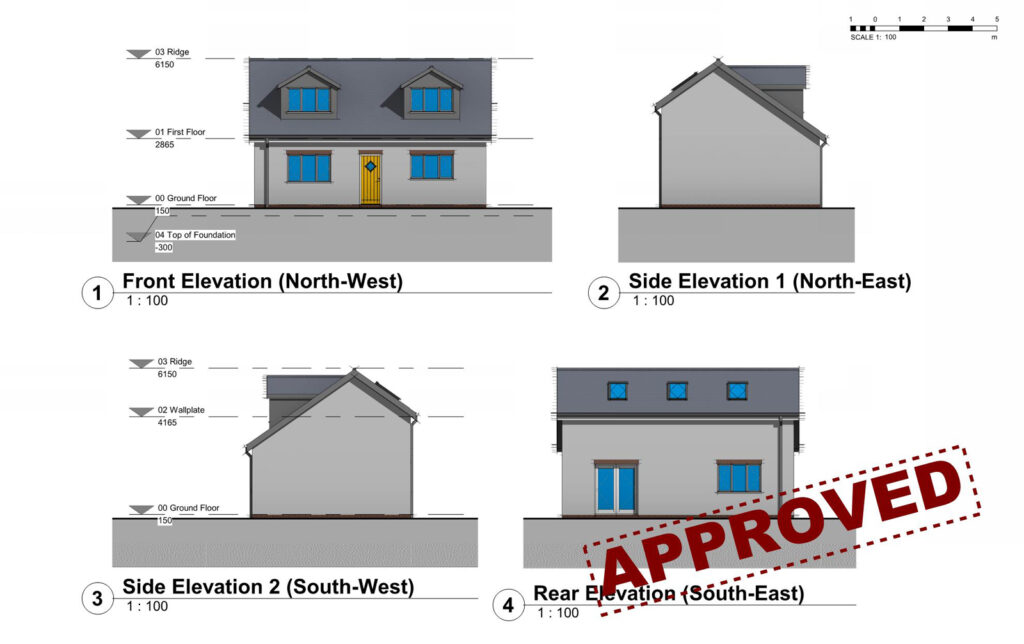 1 0 1 2 3 4 5
SCALE 1: 100 m
03 Ridge
6150
01 First Floor
2865
00 Ground Floor
150
04 Top of Foundation
-300
1 Front Elevation (North-West)
1 : 100
2 Side Elevation 1 (North-East)
1 : 100
03 Ridge
6150
02 Wallplate
4165
00 Ground Floor
150
3 Side Elevation 2 (South-West)
1 : 100
4 Rear Elevation (South-East)
1 : 100
APPROVED